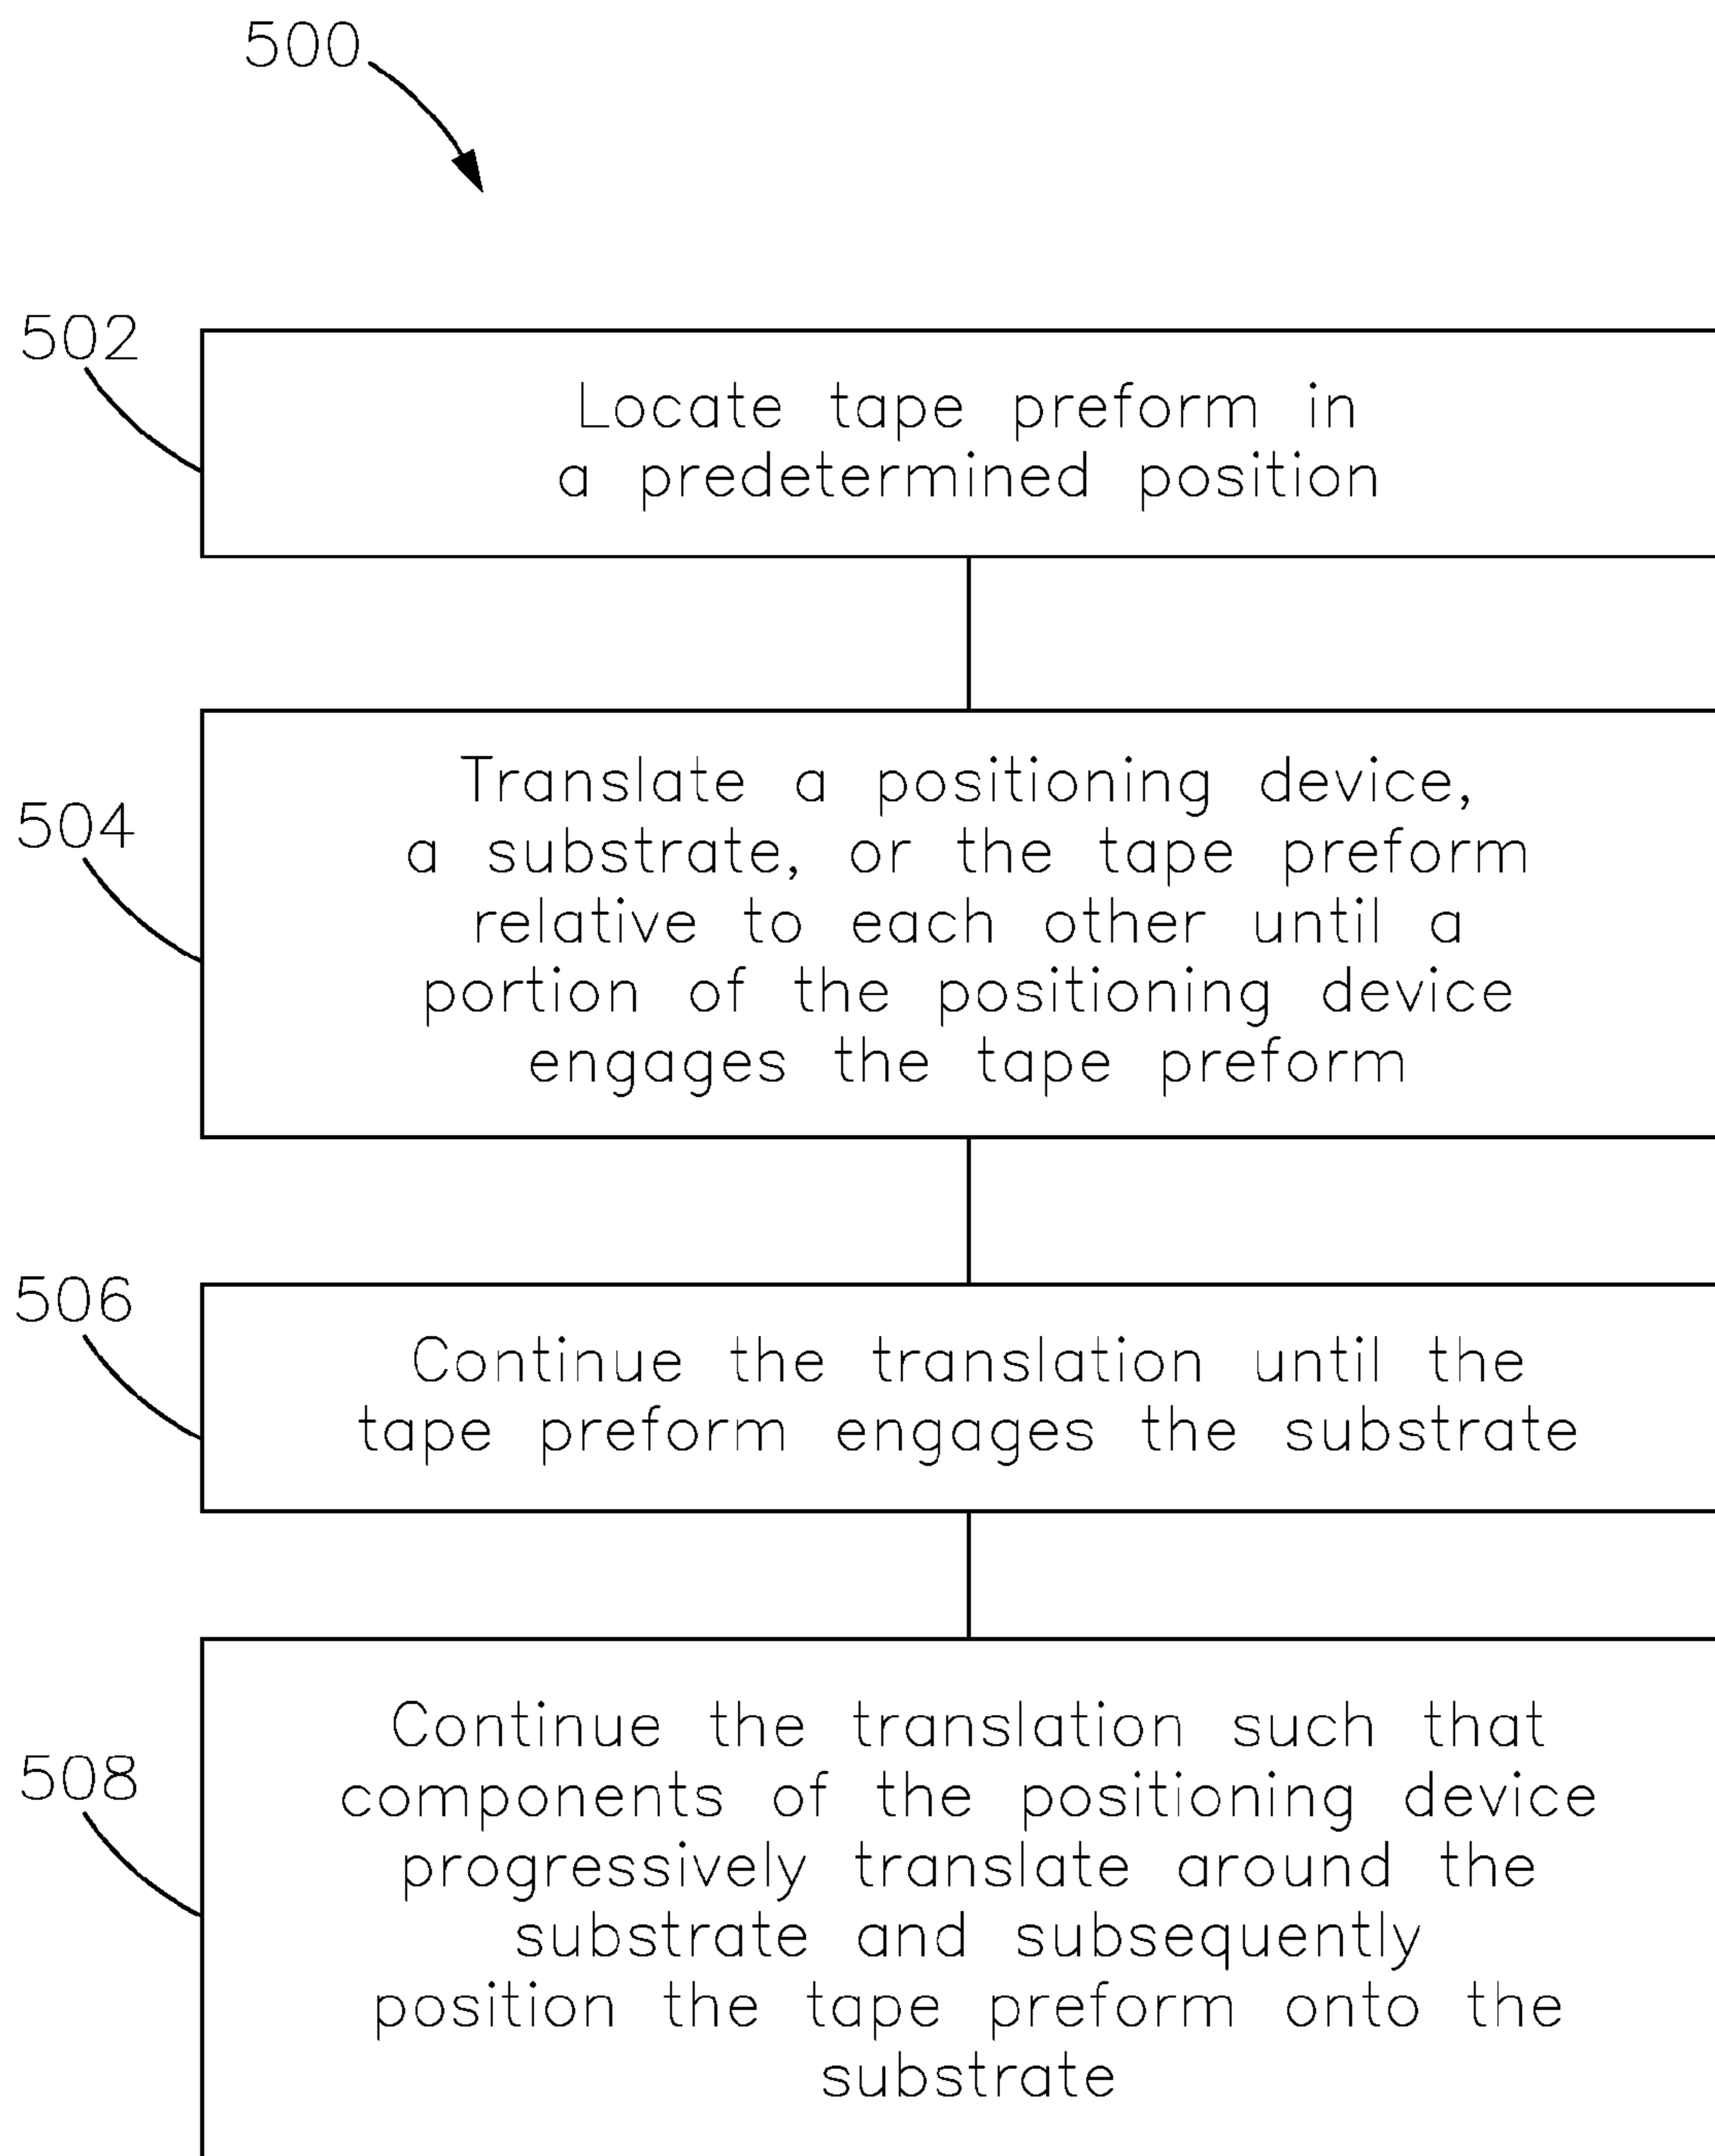 500
502
Locate tape preform in
a predetermined position
504
Translate a positioning device,
a substrate, or the tape preform
relative to each other until a
portion of the positioning device
engages the tape preform
506
Continue the translation until the
tape preform engages the substrate
508
Continue the translation such that
components of the positioning device
progressively translate around the
substrate and subsequently
position the tape preform onto the
substrate